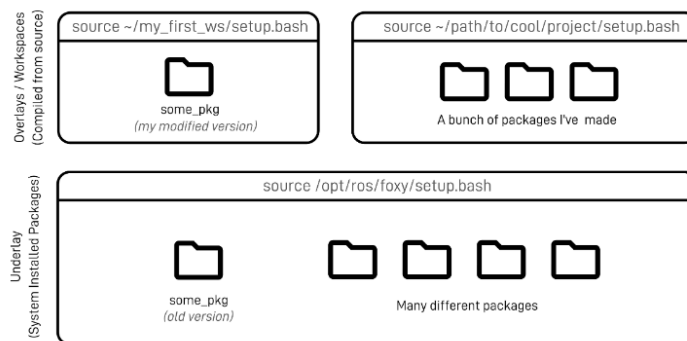 Overlays / Workspaces
(Compiled from source)
source ~/my_first_ws/setup.bash
some_pkg
(my modified version)
source ~/path/to/cool/project/setup.bash
A bunch of packages I've made
Underlay
(System Installed Packages)
source /opt/ros/foxy/setup.bash
some_pkg
(old version)
Many different packages